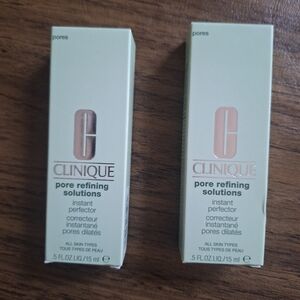 pores
C
CLINIQUE
pore refining
solutions
instant
perfector
correcteur
instantané
pores dilatés
ALL SKIN TYPES
TOUS TYPES DE PEAU
.5 FL.OZ.LIQ./15 ml ℮
pores
C
CLINIQUE
pore refining
solutions
instant
perfector
correcteur
instantané
pores dilatés
ALL SKIN TYPES
TOUS TYPES DE PEAU
.5 FL.OZ.LIQ./15 ml ℮